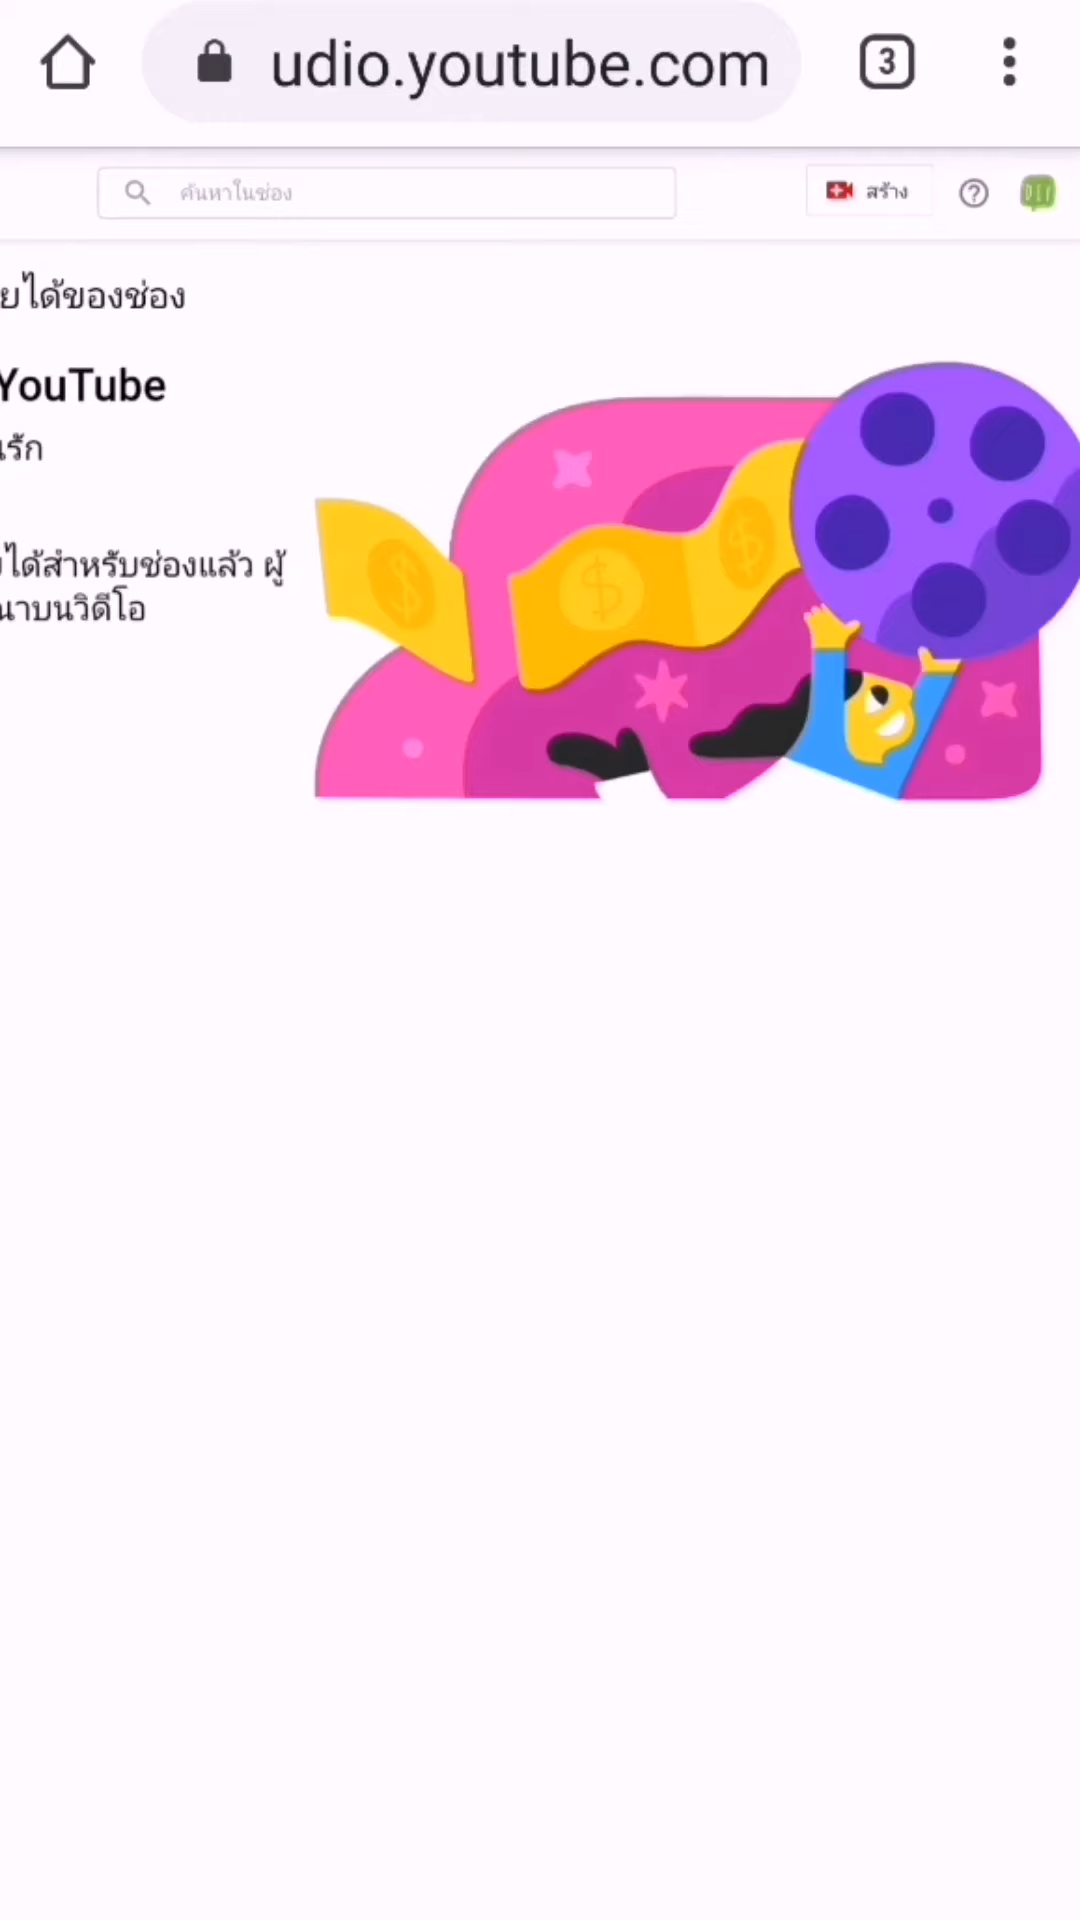 udio.youtube.com
3
ค้นหาในช่อง
สร้าง
ยได้ของช่อง
YouTube
รัก
ได้สำหรับช่องแล้ว ผู้
นาบนวิดีโอ